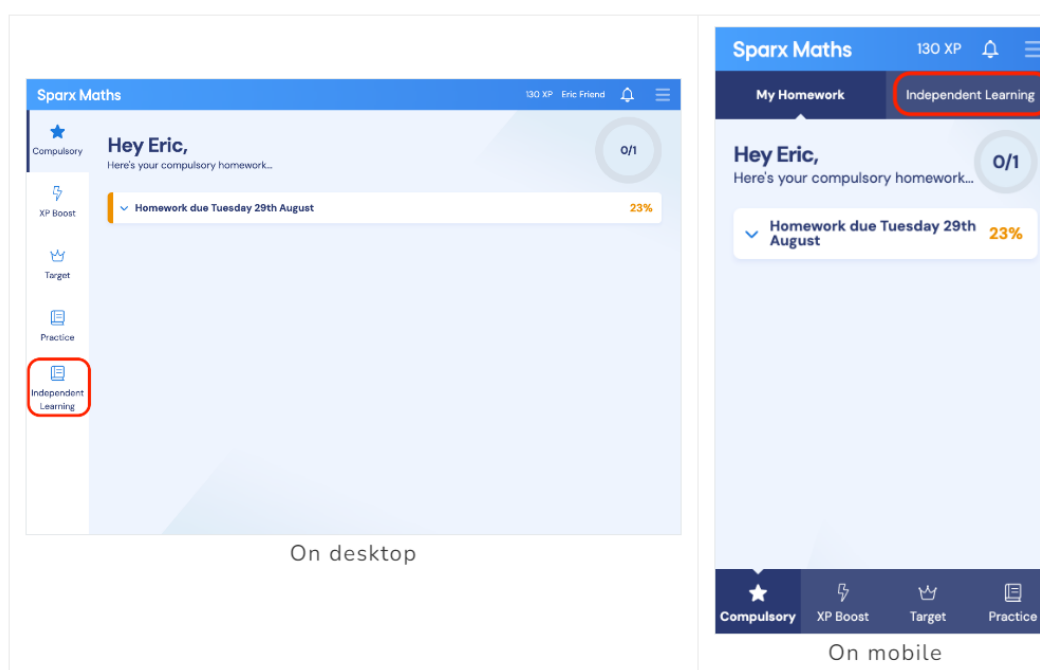 Sparx Maths
130 XP Eric Friend
Compulsory
XP Boost
Target
Practice
Independent
Learning
Hey Eric,
Here's your compulsory homework...
0/1
Homework due Tuesday 29th August
23%
On desktop
Sparx Maths
130 XP
My Homework
Independent Learning
Hey Eric,
Here's your compulsory homework...
0/1
Homework due Tuesday 29th
August
23%
Compulsory
XP Boost
Target
Practice
On mobile